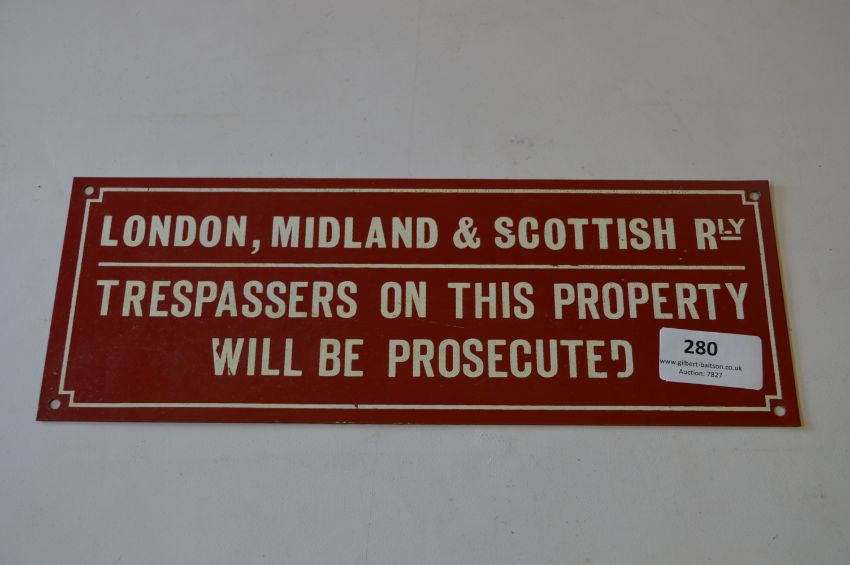 LONDON, MIDLAND & SCOTTISH RLY
TRESPASSERS ON THIS PROPERTY
WILL BE PROSECUTED
280
www.gilbert-baitson.co.uk
Auction: 7827